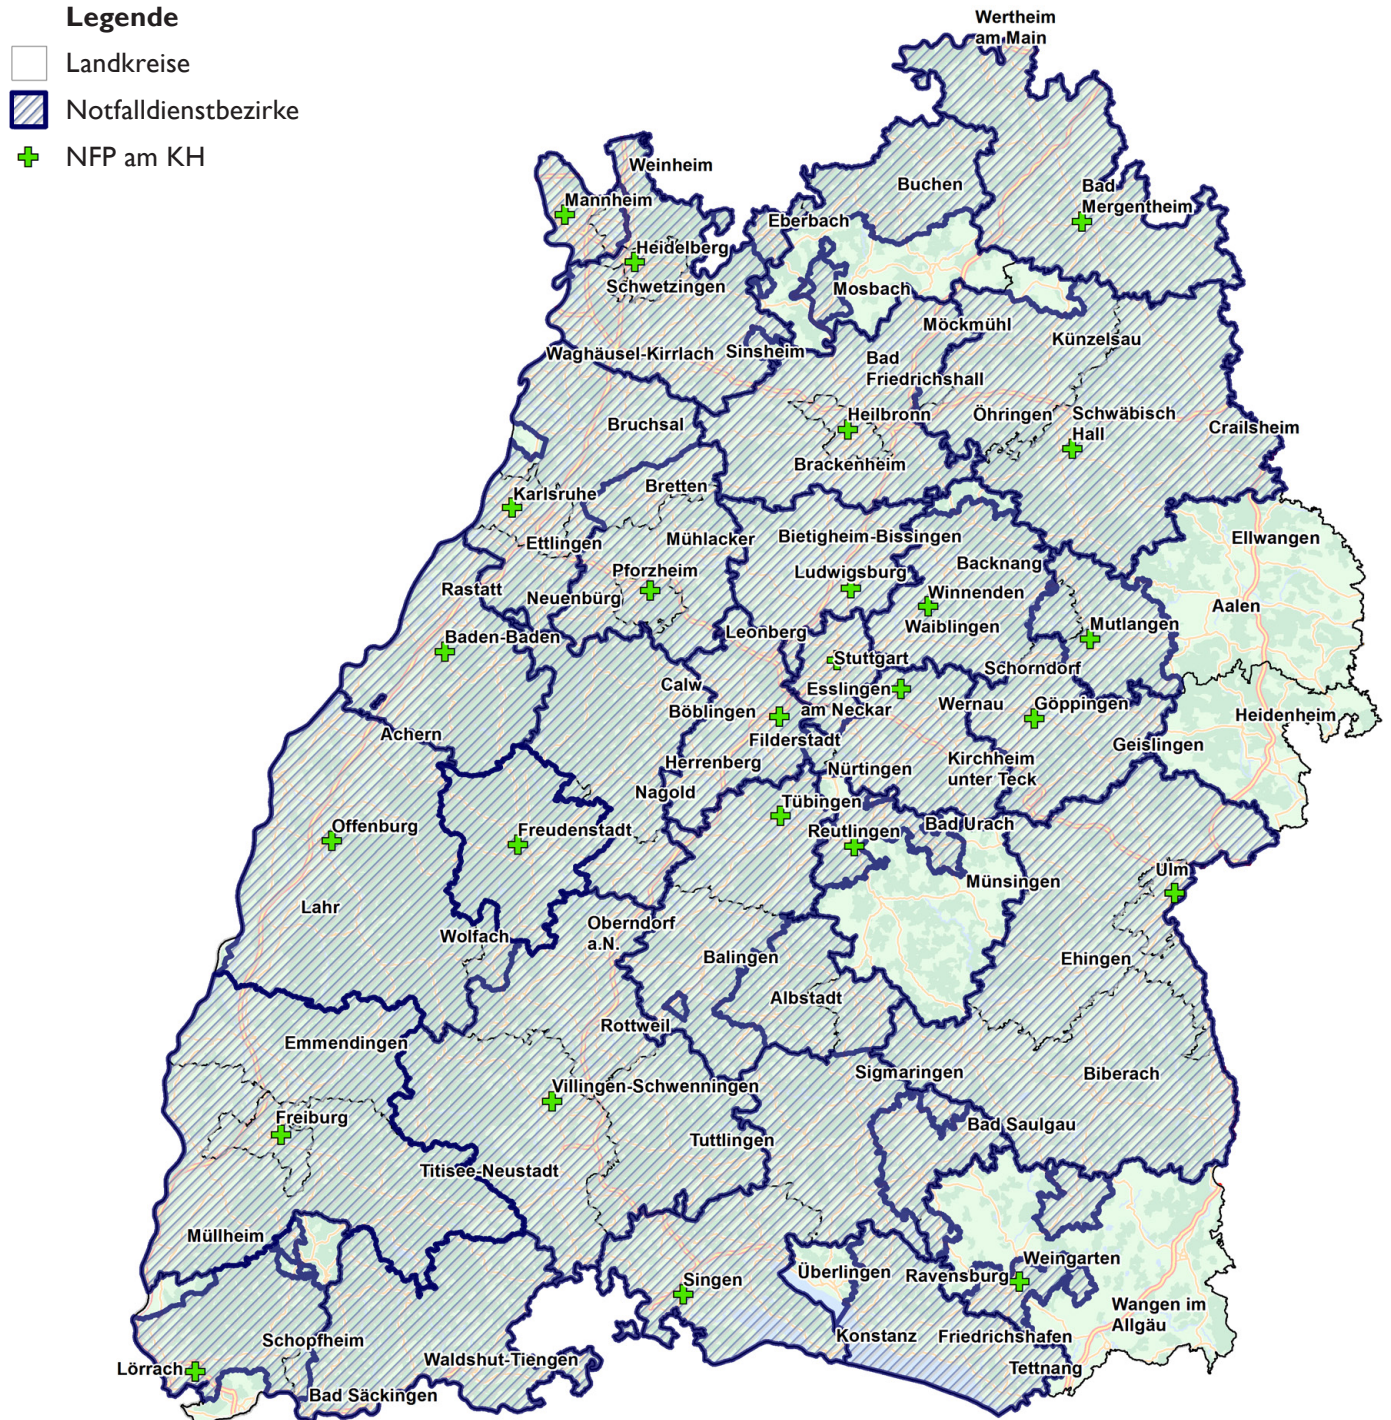 Legende
Landkreise
Notfalldienstbezirke
NFP am KH
Wertheim
am Main
Weinheim
Mannheim
Buchen
Bad
Mergentheim
Eberbach
Heidelberg
Schwetzingen
Mosbach
Möckmühl
Künzelsau
Waghäusel-Kirrlach
Sinsheim
Bad
Friedrichshall
Heilbronn
Öhringen
Schwäbisch
Hall
Crailsheim
Bruchsal
Brackenheim
Bretten
Karlsruhe
Ettlingen
Mühlacker
Bietigheim-Bissingen
Ellwangen
Backnang
Pforzheim
Ludwigsburg
Rastatt
Neuenbürg
Winnenden
Aalen
Waiblingen
Mutlangen
Baden-Baden
Leonberg
Stuttgart
Schorndorf
Calw
Esslingen
am Neckar
Böblingen
Wernau
Göppingen
Heidenheim
Achern
Filderstadt
Geislingen
Herrenberg
Nürtingen
Kirchheim
unter Teck
Nagold
Tübingen
Offenburg
Freudenstadt
Reutlingen
Bad Urach
Ulm
Münsingen
Lahr
Wolfach
Oberndorf
a.N.
Balingen
Ehingen
Albstadt
Rottweil
Emmendingen
Sigmaringen
Biberach
Villingen-Schwenningen
Freiburg
Bad Saulgau
Tuttlingen
Titisee-Neustadt
Müllheim
Überlingen
Ravensburg
Weingarten
Singen
Wangen im
Allgäu
Schopfheim
Konstanz
Friedrichshafen
Lörrach
Waldshut-Tiengen
Tettnang
Bad Säckingen